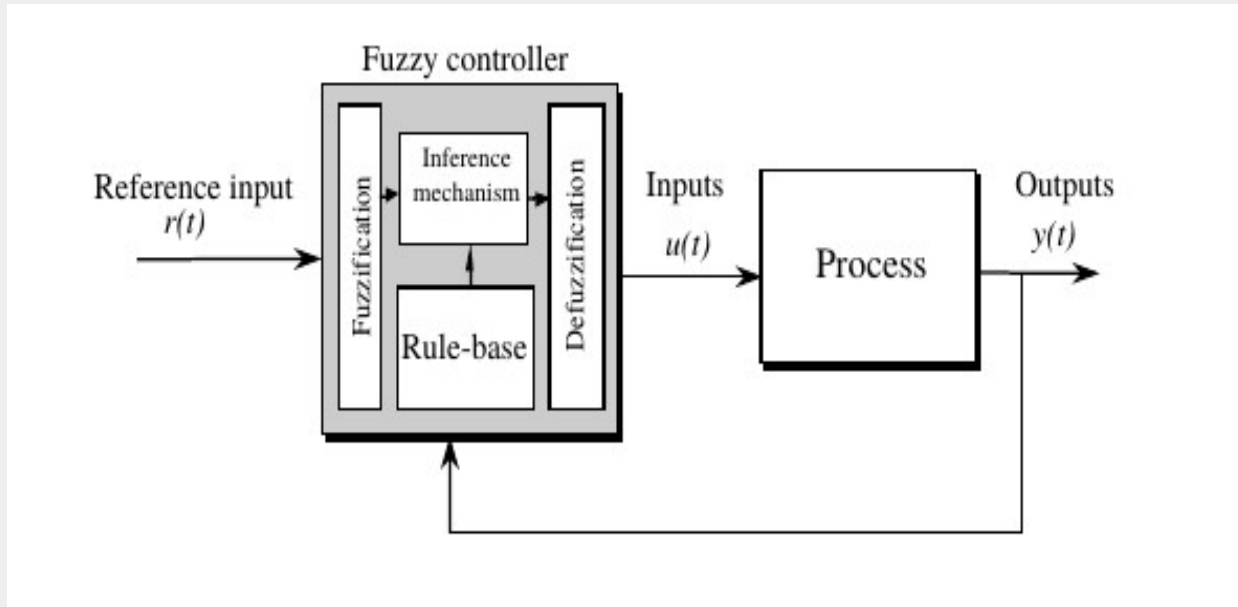 Fuzzy controller
Reference input
r(t)
Fuzzification
Inference
mechanism
Rule-base
Defuzzification
Inputs
u(t)
Process
Outputs
y(t)